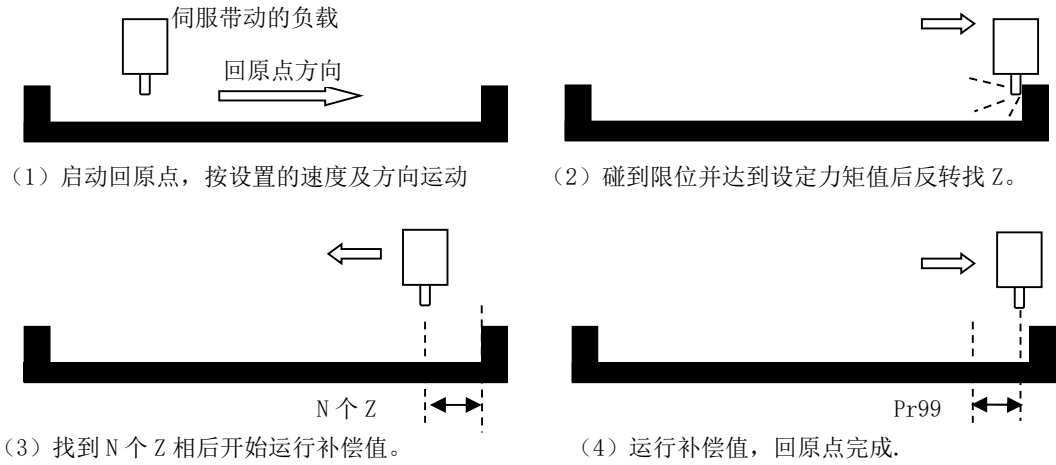 伺服带动的负载
回原点方向
（1）启动回原点，按设置的速度及方向运动
（2）碰到限位并达到设定力矩值后反转找 Z。
N 个 Z
（3）找到 N 个 Z 相后开始运行补偿值。
Pr99
（4）运行补偿值，回原点完成.